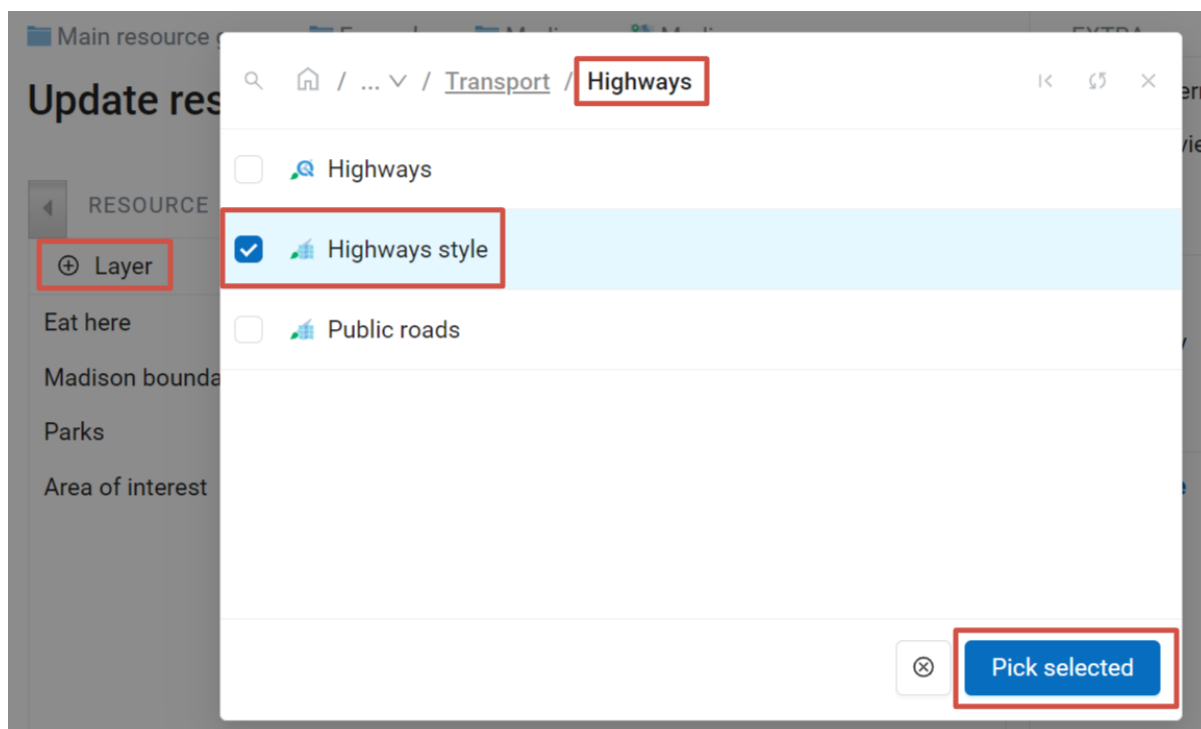 Main resource
EXTRA
/ ... / Transport / Highways
Update res
Highways
RESOURCE
Highways style
Layer
Eat here
Public roads
Madison bounda
Parks
Area of interest
Pick selected